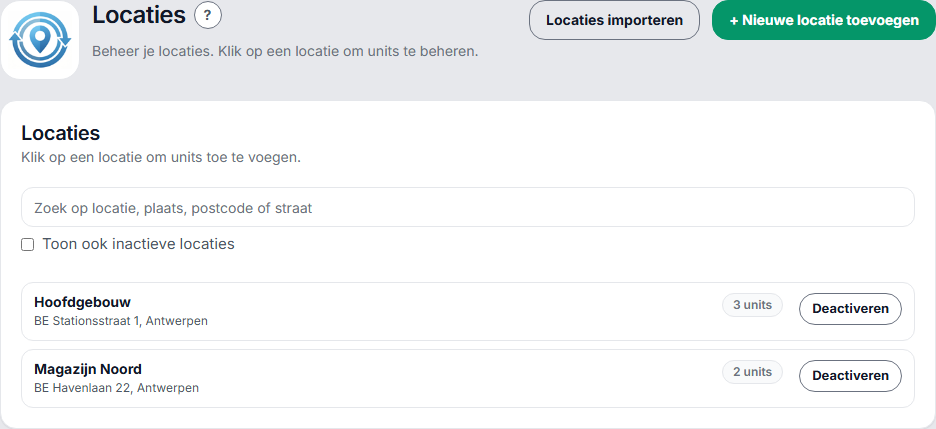 Locaties ?
Locaties importeren
+ Nieuwe locatie toevoegen
Beheer je locaties. Klik op een locatie om units te beheren.
Locaties
Klik op een locatie om units toe te voegen.
Zoek op locatie, plaats, postcode of straat
Toon ook inactieve locaties
Hoofdgebouw
BE Stationsstraat 1, Antwerpen
3 units
Deactiveren
Magazijn Noord
BE Havenlaan 22, Antwerpen
2 units
Deactiveren